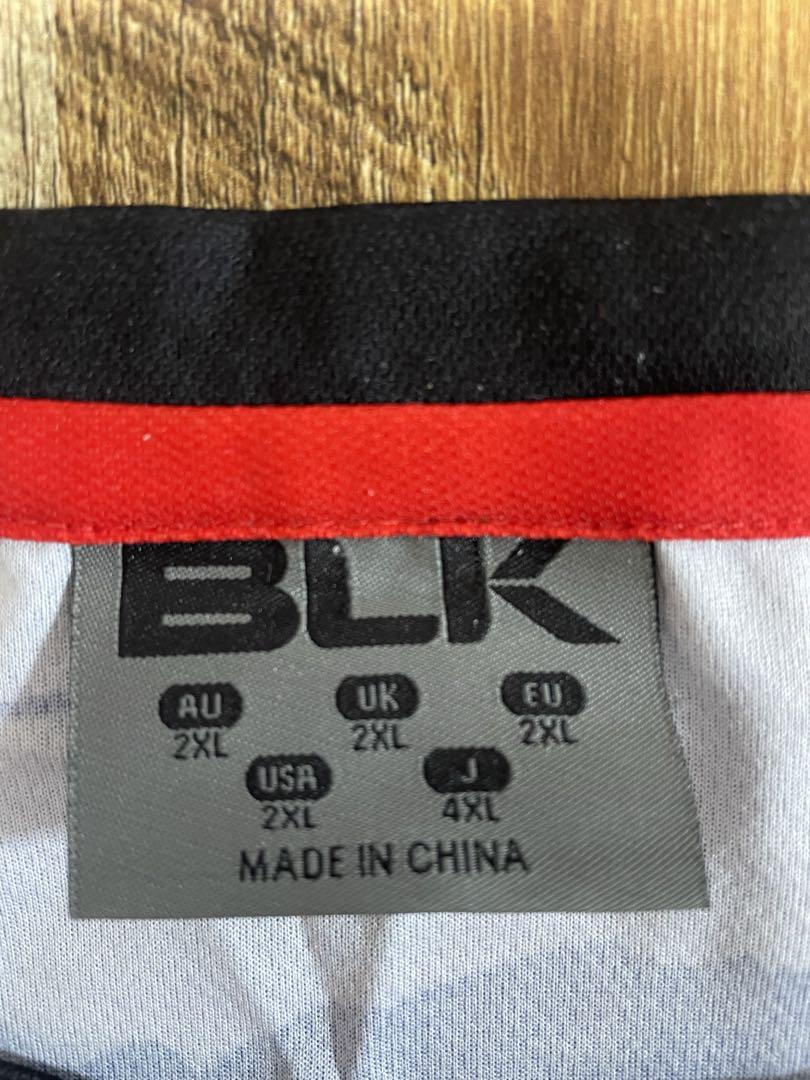 BLK
AU UK EU
2XL 2XL 2XL
USA J
2XL 4XL
MADE IN CHINA